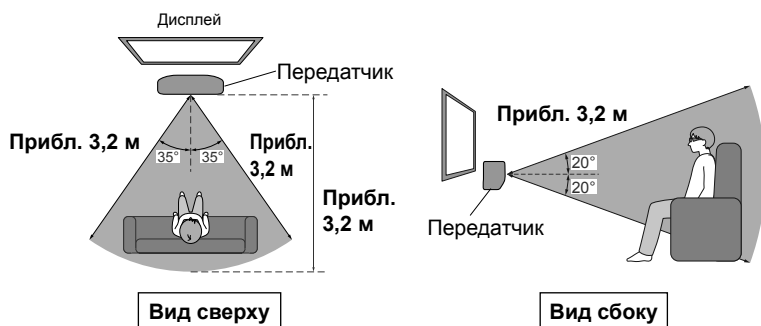 Дисплей
Передатчик
Прибл. 3,2 м
Прибл.
3,2 м
35°
35°
Прибл.
3,2 м
Вид сверху
Прибл. 3,2 м
20°
20°
Передатчик
Вид сбоку